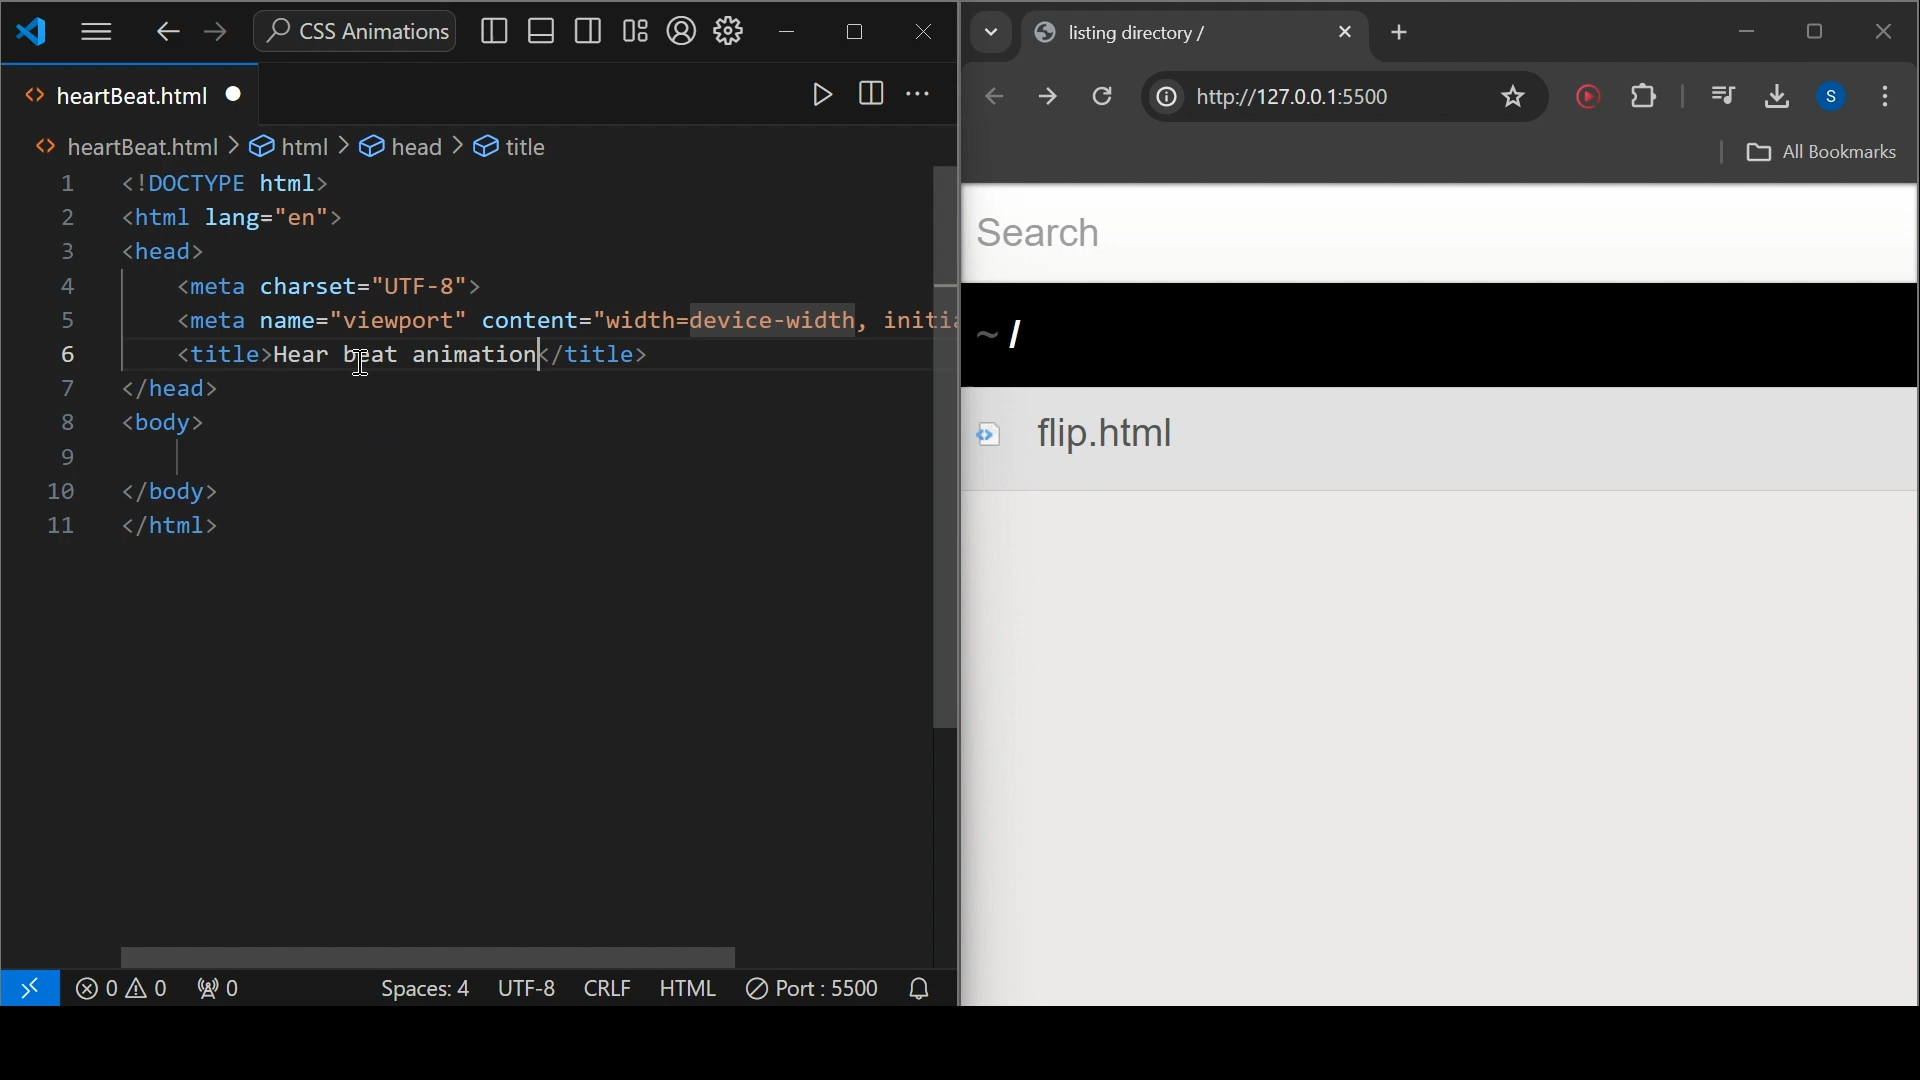 CSS Animations
heartBeat.html
heartBeat.html > html > head > title
1 <!DOCTYPE html>
2 <html lang="en">
3 <head>
4 <meta charset="UTF-8">
5 <meta name="viewport" content="width=device-width, initia
6 <title>Hear beat animation</title>
7 </head>
8 <body>
9
10 </body>
11 </html>
0 0 0 Spaces: 4 UTF-8 CRLF HTML Port : 5500
listing directory /
http://127.0.0.1:5500
S
All Bookmarks
Search
~ /
flip.html